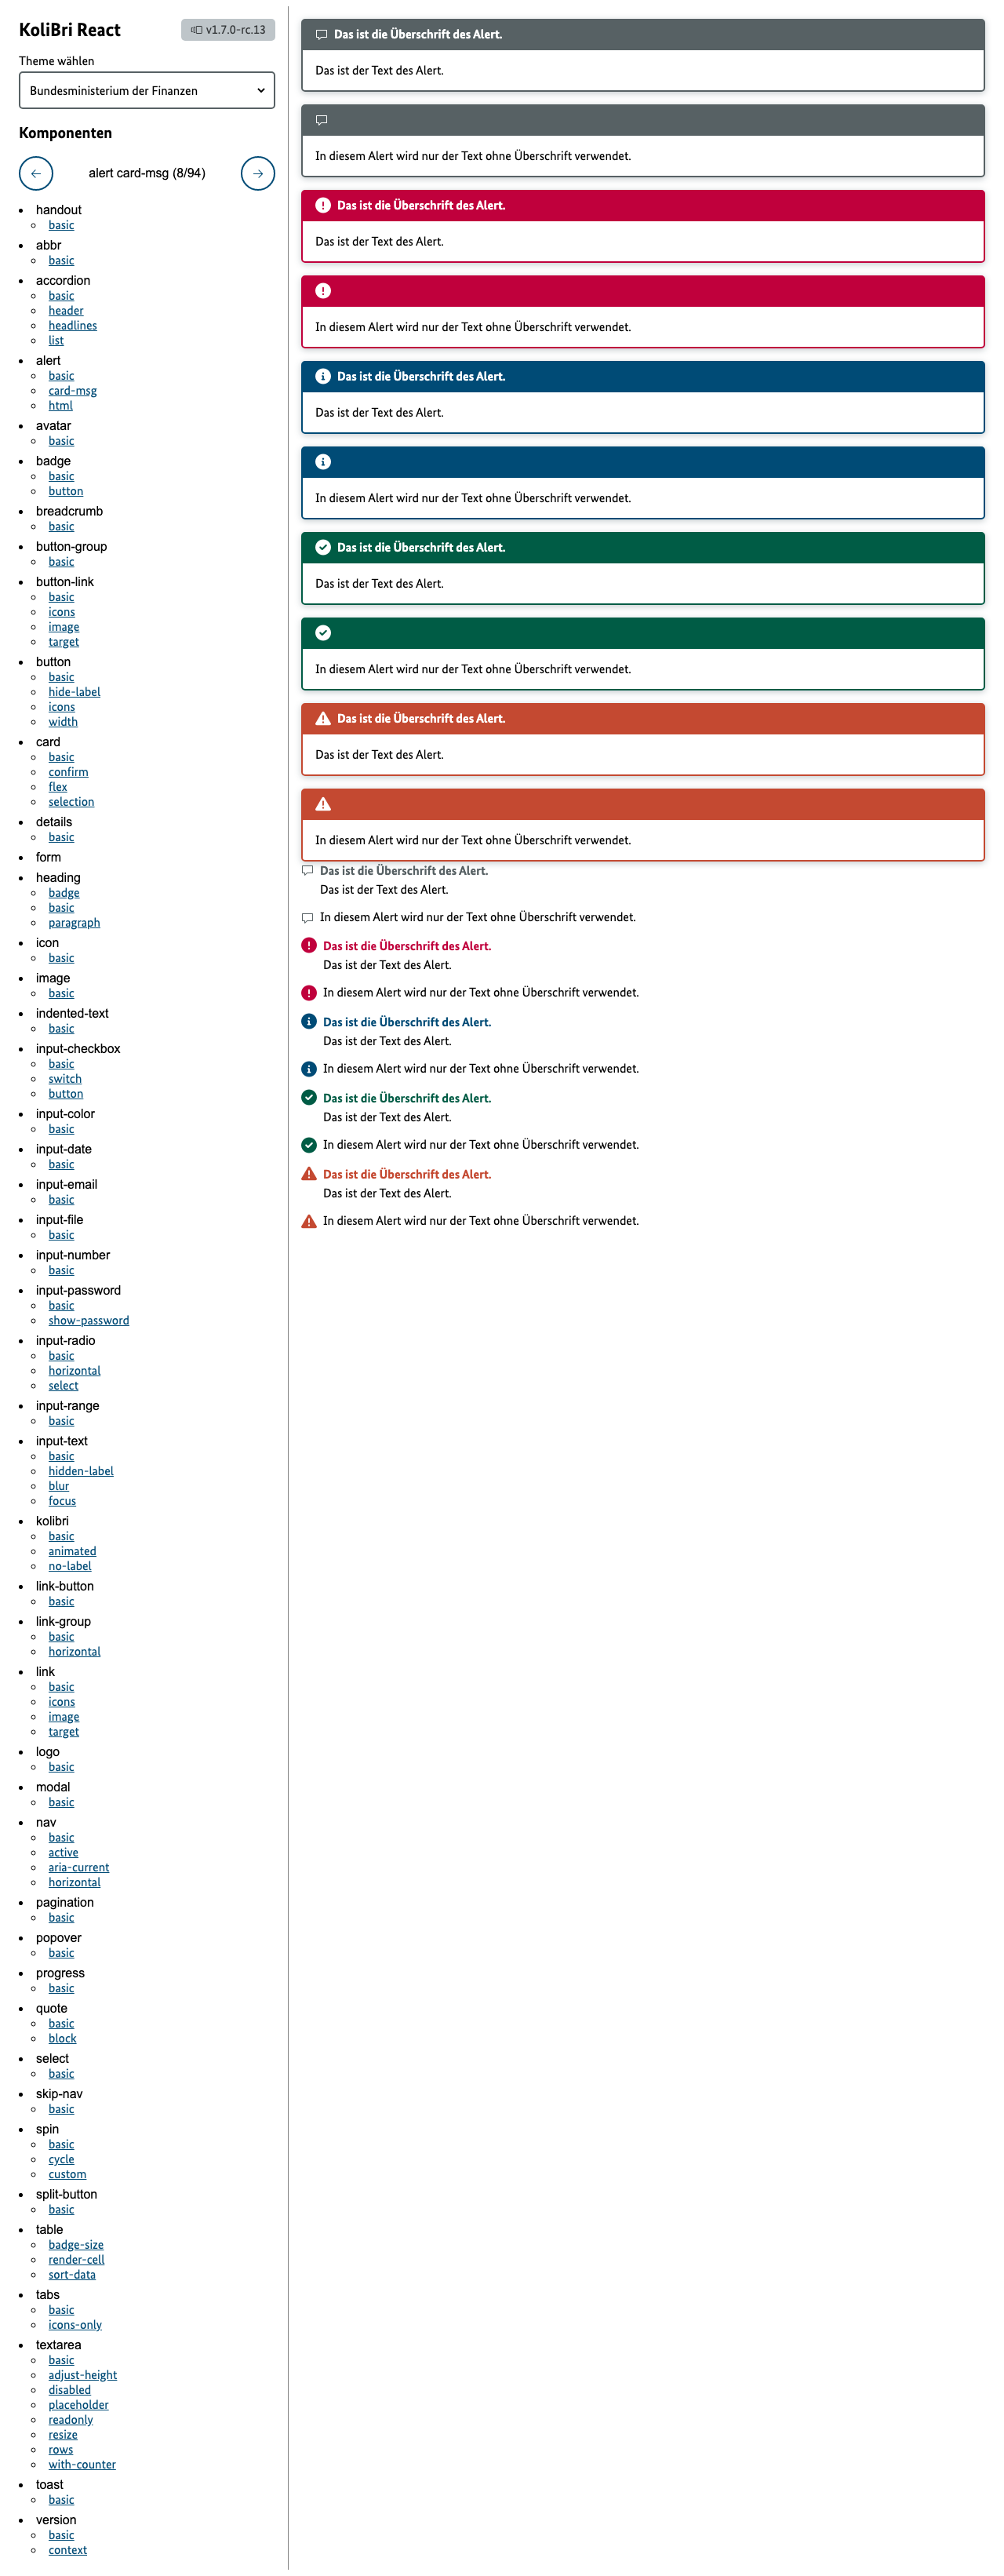 KoliBri React
v1.7.0-rc.13
Theme wählen
Bundesministerium der Finanzen
Komponenten
alert card-msg (8/94)
handout
basic
abbr
basic
accordion
basic
header
headlines
list
alert
basic
card-msg
html
avatar
basic
badge
basic
button
breadcrumb
basic
button-group
basic
button-link
basic
icons
image
target
button
basic
hide-label
icons
width
card
basic
confirm
flex
selection
details
basic
form
heading
badge
basic
paragraph
icon
basic
image
basic
indented-text
basic
input-checkbox
basic
switch
button
input-color
basic
input-date
basic
input-email
basic
input-file
basic
input-number
basic
input-password
basic
show-password
input-radio
basic
horizontal
select
input-range
basic
input-text
basic
hidden-label
blur
focus
kolibri
basic
animated
no-label
link-button
basic
link-group
basic
horizontal
link
basic
icons
image
target
logo
basic
modal
basic
nav
basic
active
aria-current
horizontal
pagination
basic
popover
basic
progress
basic
quote
basic
block
select
basic
skip-nav
basic
spin
basic
cycle
custom
split-button
basic
table
badge-size
render-cell
sort-data
tabs
basic
icons-only
textarea
basic
adjust-height
disabled
placeholder
readonly
resize
rows
with-counter
toast
basic
version
basic
context
Das ist die Überschrift des Alert.
Das ist der Text des Alert.
In diesem Alert wird nur der Text ohne Überschrift verwendet.
Das ist die Überschrift des Alert.
Das ist der Text des Alert.
In diesem Alert wird nur der Text ohne Überschrift verwendet.
Das ist die Überschrift des Alert.
Das ist der Text des Alert.
In diesem Alert wird nur der Text ohne Überschrift verwendet.
Das ist die Überschrift des Alert.
Das ist der Text des Alert.
In diesem Alert wird nur der Text ohne Überschrift verwendet.
Das ist die Überschrift des Alert.
Das ist der Text des Alert.
In diesem Alert wird nur der Text ohne Überschrift verwendet.
Das ist die Überschrift des Alert.
Das ist der Text des Alert.
In diesem Alert wird nur der Text ohne Überschrift verwendet.
Das ist die Überschrift des Alert.
Das ist der Text des Alert.
In diesem Alert wird nur der Text ohne Überschrift verwendet.
Das ist die Überschrift des Alert.
Das ist der Text des Alert.
In diesem Alert wird nur der Text ohne Überschrift verwendet.
Das ist die Überschrift des Alert.
Das ist der Text des Alert.
In diesem Alert wird nur der Text ohne Überschrift verwendet.
Das ist die Überschrift des Alert.
Das ist der Text des Alert.
In diesem Alert wird nur der Text ohne Überschrift verwendet.